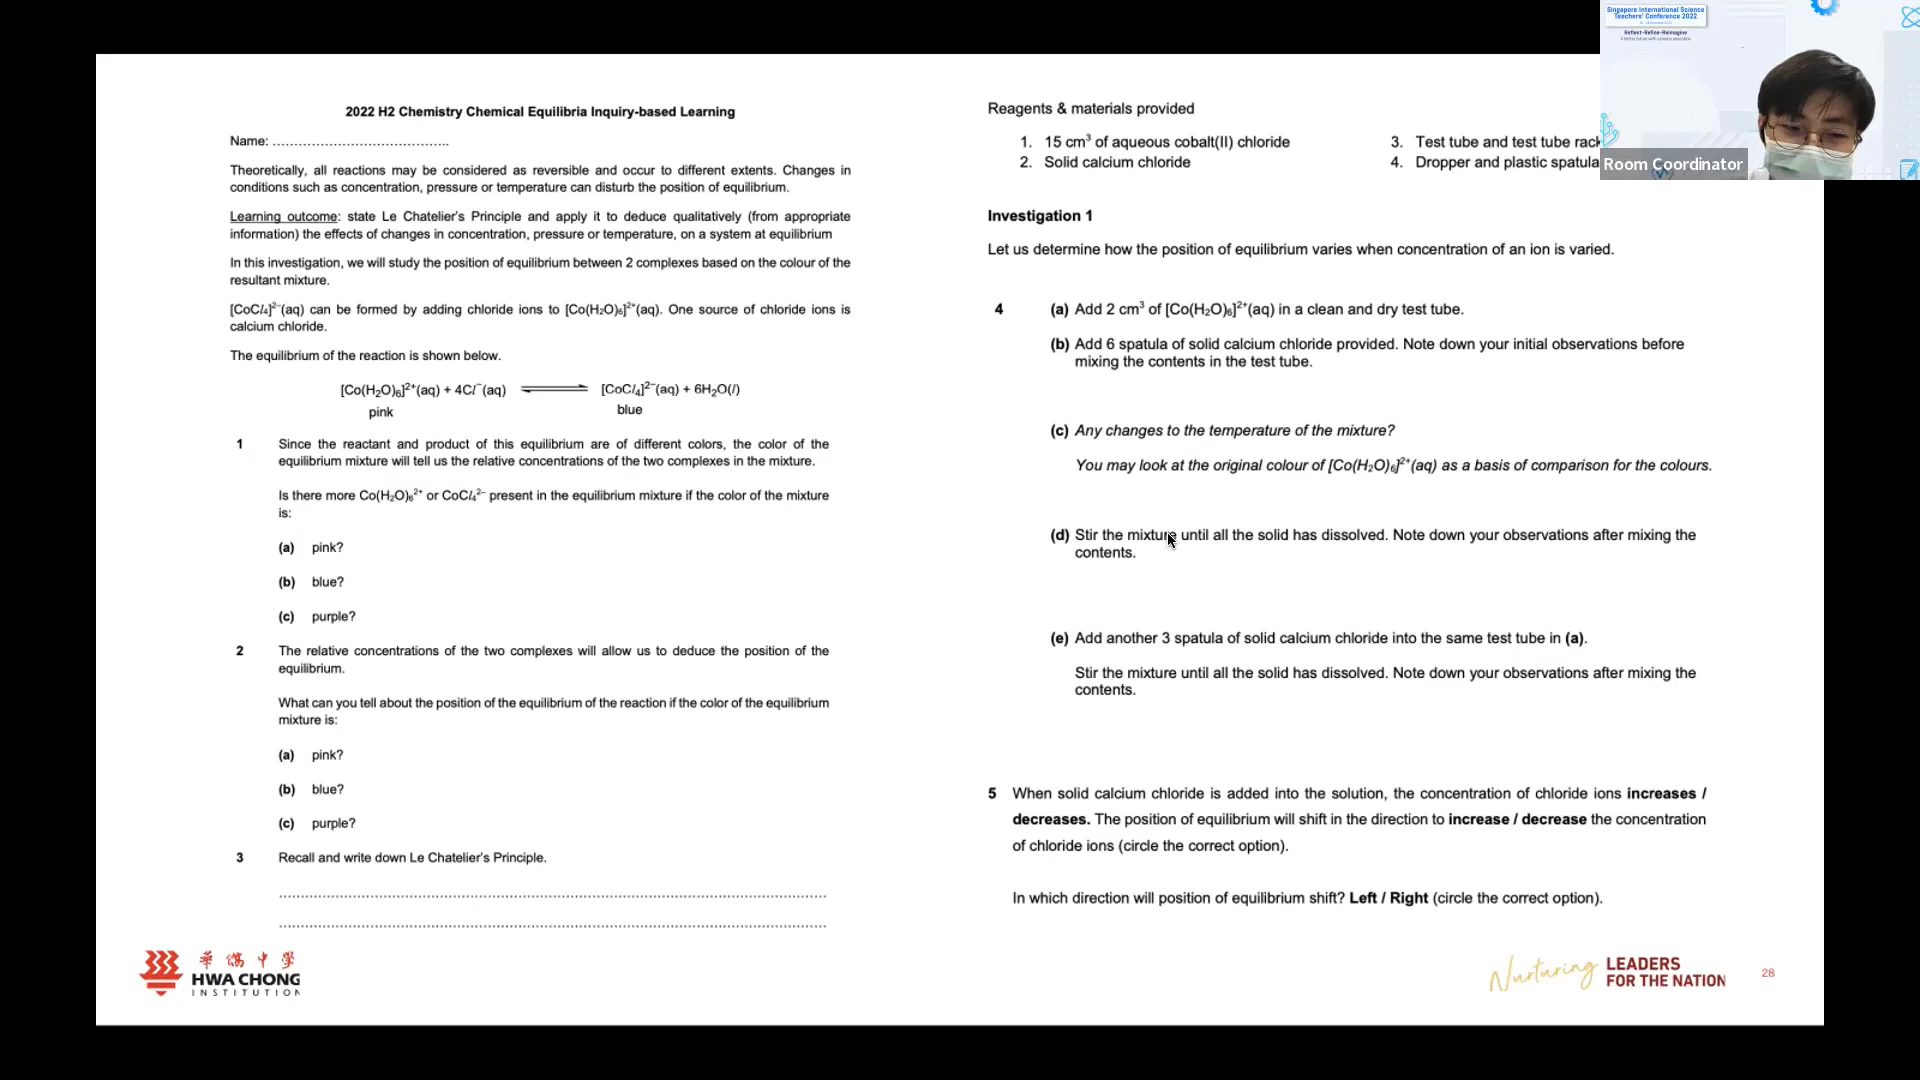 2022 H2 Chemistry Chemical Equilibria Inquiry-based Learning
Name: ……………………………………..
Theoretically, all reactions may be considered as reversible and occur to different extents. Changes in
conditions such as concentration, pressure or temperature can disturb the position of equilibrium.
Learning outcome: state Le Chatelier's Principle and apply it to deduce qualitatively (from appropriate
information) the effects of changes in concentration, pressure or temperature, on a system at equilibrium
In this investigation, we will study the position of equilibrium between 2 complexes based on the colour of the
resultant mixture.
[CoCl₄]²⁻(aq) can be formed by adding chloride ions to [Co(H₂O)₆]²⁺(aq). One source of chloride ions is
calcium chloride.
The equilibrium of the reaction is shown below.
[Co(H₂O)₆]²⁺(aq) + 4Cl⁻(aq) ⇌ [CoCl₄]²⁻(aq) + 6H₂O(l)
pink blue
1 Since the reactant and product of this equilibrium are of different colors, the color of the
equilibrium mixture will tell us the relative concentrations of the two complexes in the mixture.
Is there more Co(H₂O)₆²⁺ or CoCl₄²⁻ present in the equilibrium mixture if the color of the mixture
is:
(a) pink?
(b) blue?
(c) purple?
2 The relative concentrations of the two complexes will allow us to deduce the position of the
equilibrium.
What can you tell about the position of the equilibrium of the reaction if the color of the equilibrium
mixture is:
(a) pink?
(b) blue?
(c) purple?
3 Recall and write down Le Chatelier's Principle.
Reagents & materials provided
1. 15 cm³ of aqueous cobalt(II) chloride
2. Solid calcium chloride
3. Test tube and test tube rack
4. Dropper and plastic spatula
Investigation 1
Let us determine how the position of equilibrium varies when concentration of an ion is varied.
4 (a) Add 2 cm³ of [Co(H₂O)₆]²⁺(aq) in a clean and dry test tube.
(b) Add 6 spatula of solid calcium chloride provided. Note down your initial observations before
mixing the contents in the test tube.
(c) Any changes to the temperature of the mixture?
You may look at the original colour of [Co(H₂O)₆]²⁺(aq) as a basis of comparison for the colours.
(d) Stir the mixture until all the solid has dissolved. Note down your observations after mixing the
contents.
(e) Add another 3 spatula of solid calcium chloride into the same test tube in (a).
Stir the mixture until all the solid has dissolved. Note down your observations after mixing the
contents.
5 When solid calcium chloride is added into the solution, the concentration of chloride ions increases /
decreases. The position of equilibrium will shift in the direction to increase / decrease the concentration
of chloride ions (circle the correct option).
In which direction will position of equilibrium shift? Left / Right (circle the correct option).
華僑中學
HWA CHONG
INSTITUTION
Nurturing LEADERS
FOR THE NATION
28
Singapore International Science
Teachers' Conference 2022
Reflect-Refine-Reimagine
Room Coordinator